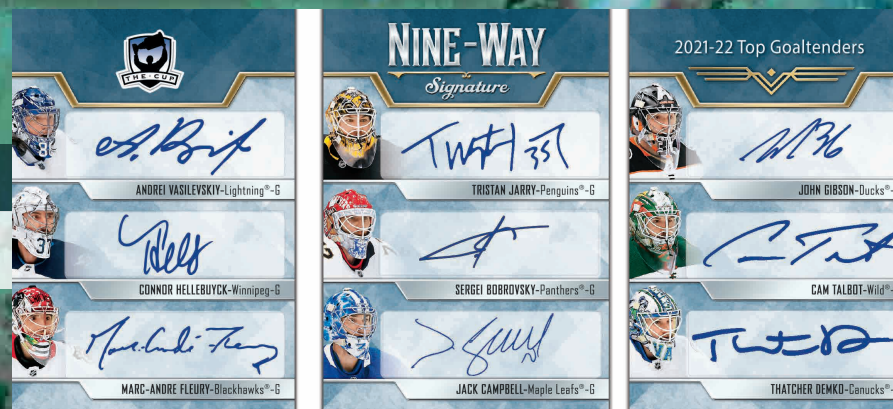 THE·CUP
ANDREI VASILEVSKIY-Lightning®-G
CONNOR HELLEBUYCK-Winnipeg-G
MARC-ANDRE FLEURY-Blackhawks®-G
NINE-WAY
Signature
35
TRISTAN JARRY-Penguins®-G
SERGEI BOBROVSKY-Panthers®-G
JACK CAMPBELL-Maple Leafs®-G
2021-22 Top Goaltenders
36
JOHN GIBSON-Ducks®-
CAM TALBOT-Wild®-
THATCHER DEMKO-Canucks®-